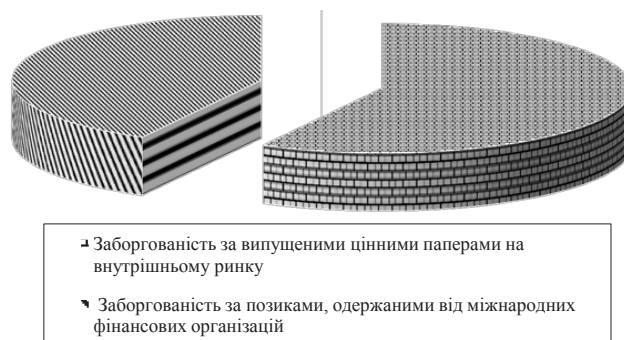 Заборгованість за випущеними цінними паперами на
внутрішньому ринку
Заборгованість за позиками, одержаними від міжнародних
фінансових організацій